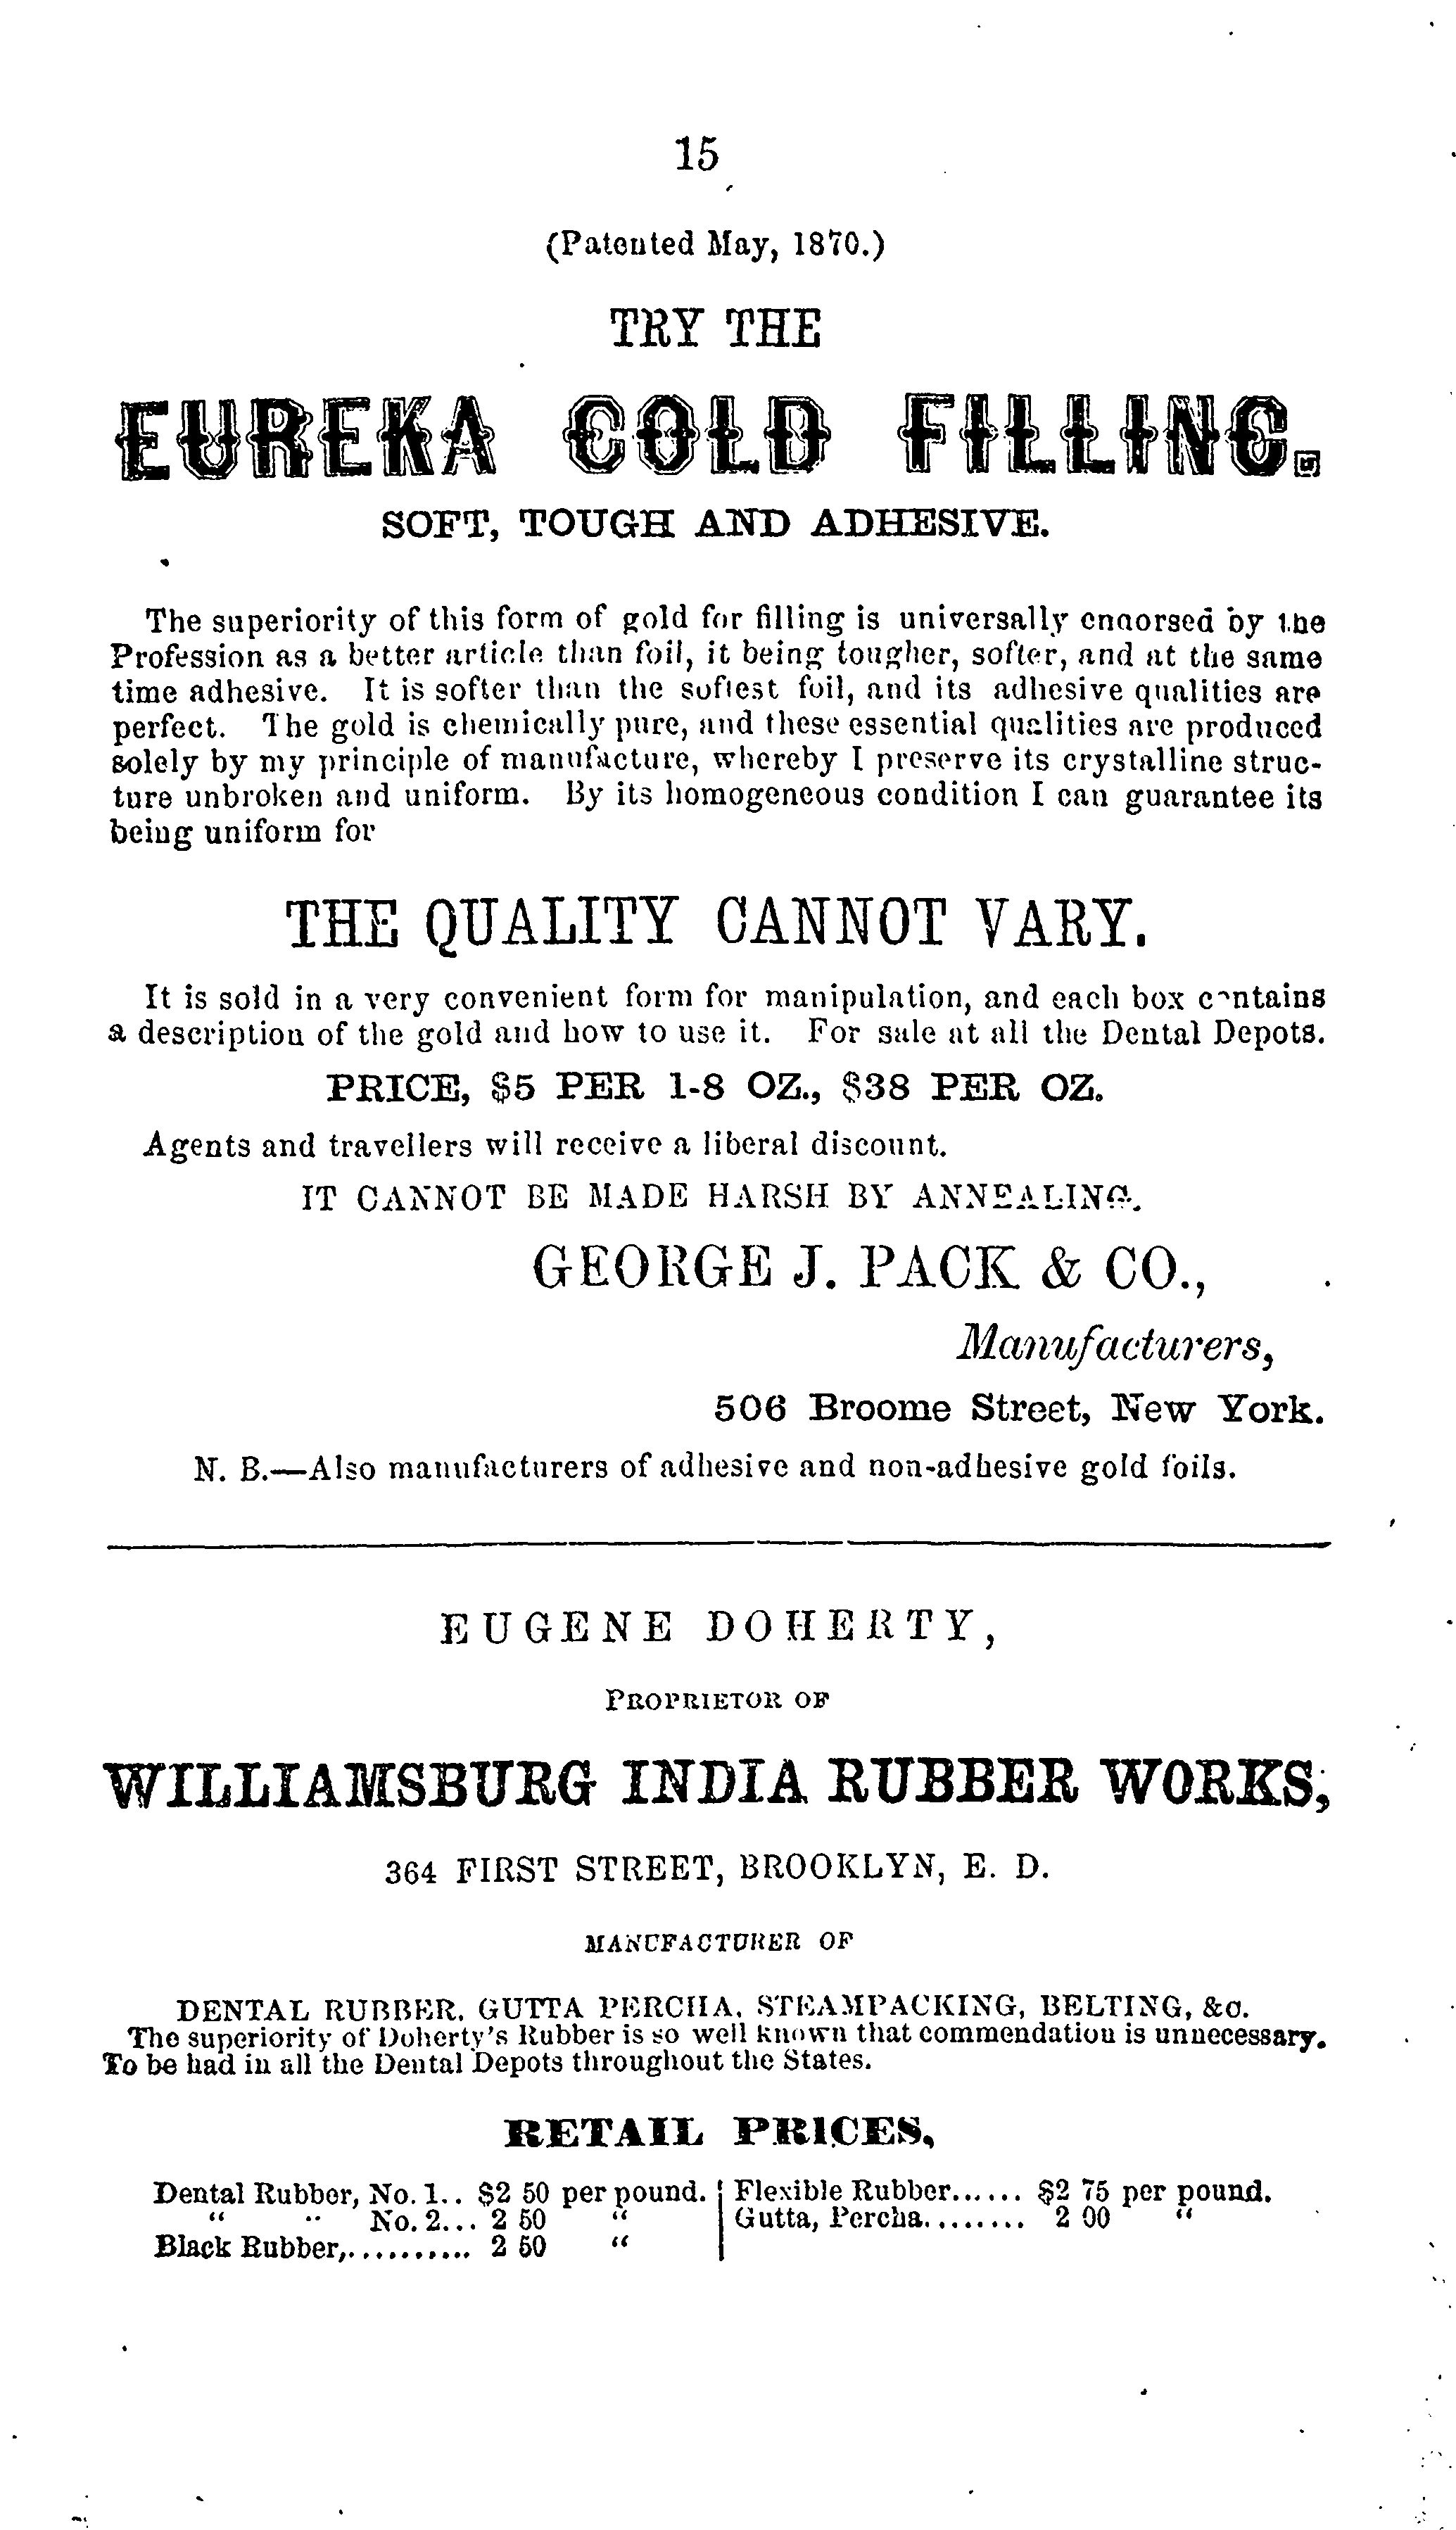 15
(Patented May, 1870.)
TRY THE
EUREKA GOLD FILLING.
SOFT, TOUGH AND ADHESIVE.
The superiority of this form of gold for filling is universally endorsed by the
Profession as a better article than foil, it being tougher, softer, and at the same
time adhesive. It is softer than the softest foil, and its adhesive qualities are
perfect. The gold is chemically pure, and these essential qualities are produced
solely by my principle of manufacture, whereby I preserve its crystalline struc-
ture unbroken and uniform. By its homogeneous condition I can guarantee its
being uniform for
THE QUALITY CANNOT VARY.
It is sold in a very convenient form for manipulation, and each box contains
a description of the gold and how to use it. For sale at all the Dental Depots.
PRICE, $5 PER 1-8 OZ., $38 PER OZ.
Agents and travellers will receive a liberal discount.
IT CANNOT BE MADE HARSH BY ANNEALING.
GEORGE J. PACK & CO.,
Manufacturers,
506 Broome Street, New York.
N. B.—Also manufacturers of adhesive and non-adhesive gold foils.
EUGENE DOHERTY,
PROPRIETOR OF
WILLIAMSBURG INDIA RUBBER WORKS,
364 FIRST STREET, BROOKLYN, E. D.
MANUFACTURER OF
DENTAL RUBBER, GUTTA PERCHA, STEAMPACKING, BELTING, &c.
The superiority of Doherty's Rubber is so well known that commendation is unnecessary.
To be had in all the Dental Depots throughout the States.
RETAIL PRICES,
Dental Rubber, No. 1.. $2 50 per pound.
" " No. 2... 2 50 "
Black Rubber,.......... 2 50 "
Flexible Rubber...... $2 75 per pound.
Gutta, Percha........ 2 00 "